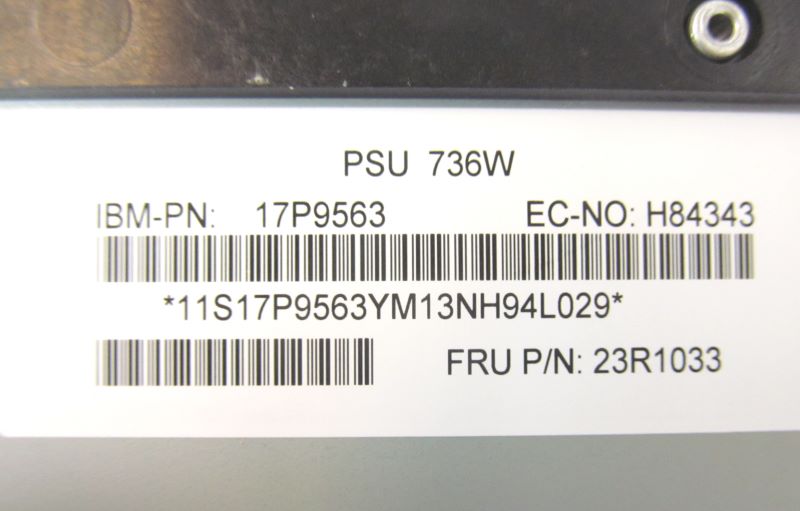 PSU 736W
IBM-PN: 17P9563 EC-NO: H84343
*11S17P9563YM13NH94L029*
FRU P/N: 23R1033